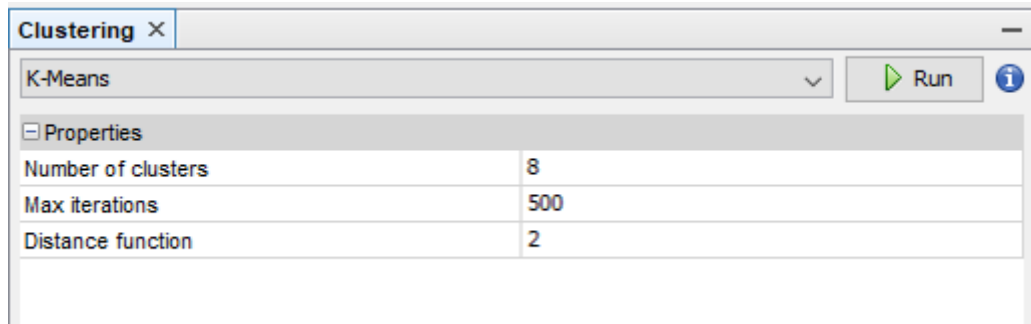 Clustering
K-Means
Run
Properties
Number of clusters 8
Max iterations 500
Distance function 2